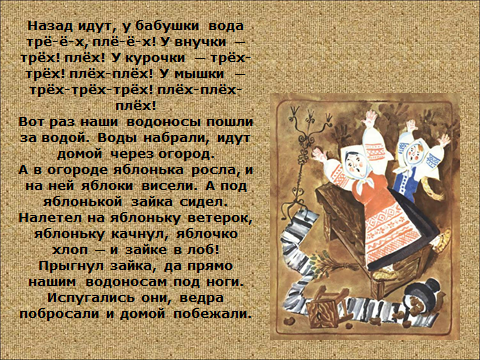 Назад идут, у бабушки вода
трё-ё-х, плё-ё-х! У внучки —
трёх! плёх! У курочки — трёх-
трёх! плёх-плёх! У мышки —
трёх-трёх-трёх! плёх-плёх-
плёх!
Вот раз наши водоносы пошли
за водой. Воды набрали, идут
домой через огород.
А в огороде яблонька росла, и
на ней яблоки висели. А под
яблонькой зайка сидел.
Налетел на яблоньку ветерок,
яблоньку качнул, яблочко
хлоп — и зайке в лоб!
Прыгнул зайка, да прямо
нашим водоносам под ноги.
Испугались они, ведра
побросали и домой побежали.